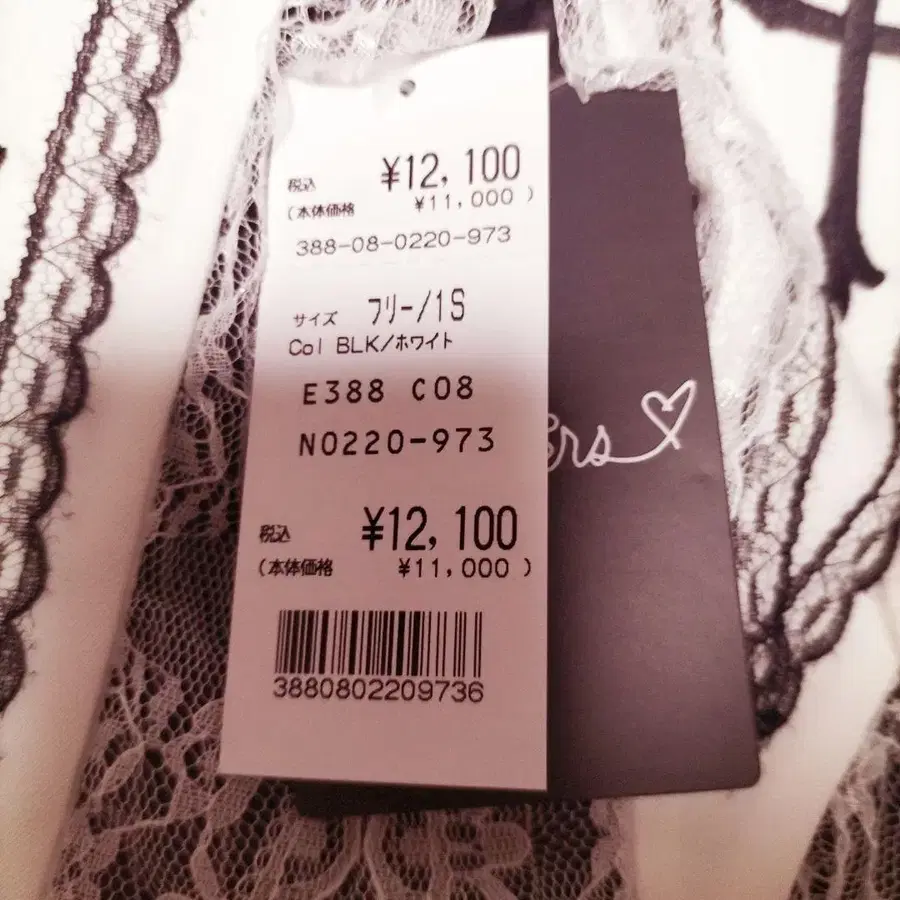 税込 ¥12,100
(本体価格 ¥11,000 )
388-08-0220-973
サイズ フリー/1S
Col BLK/ホワイト
E388 C08
N0220-973
税込 ¥12,100
(本体価格 ¥11,000 )
3880802209736